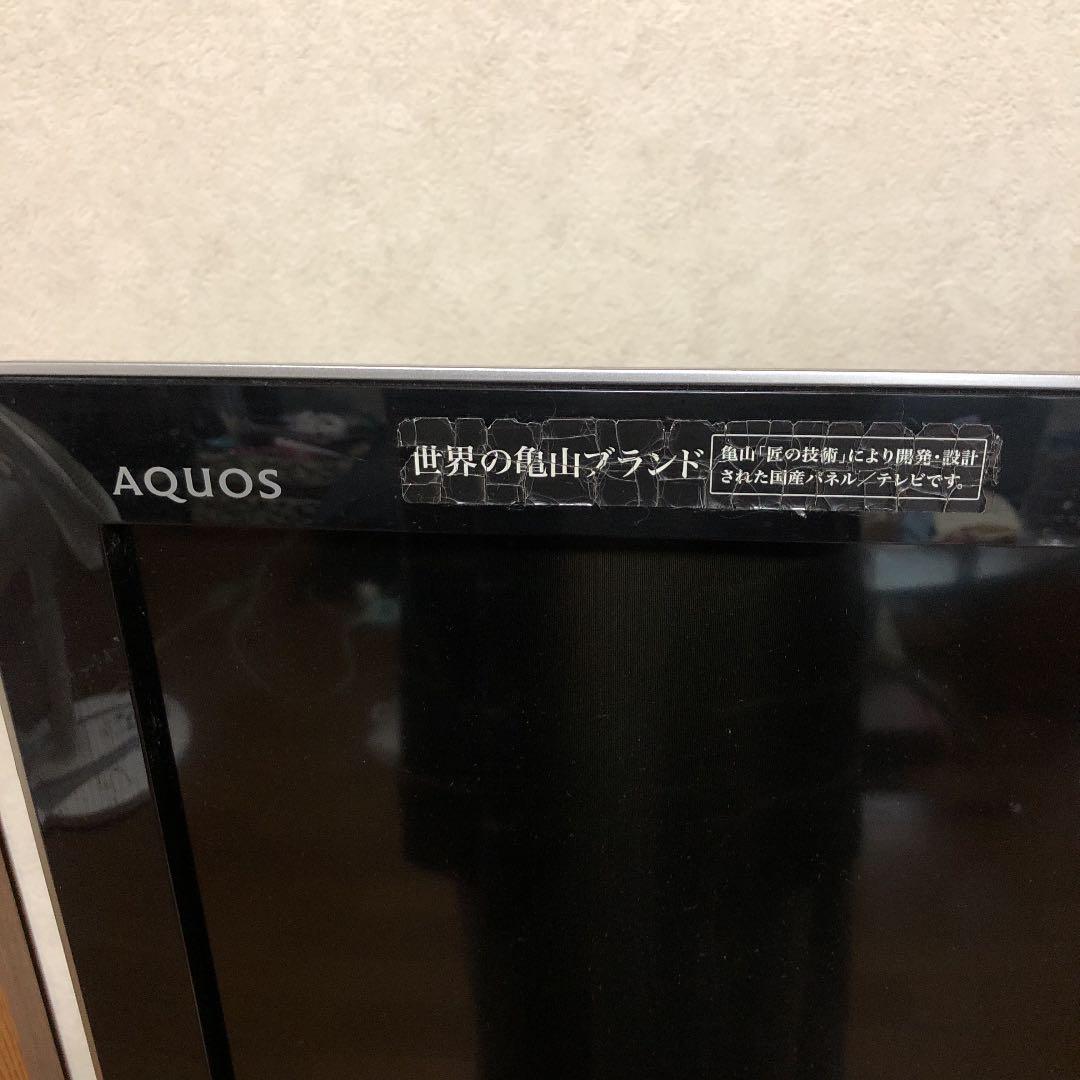 AQUOS
世界の亀山ブランド
亀山「匠の技術」により開発・設計
された国産パネル／テレビです。